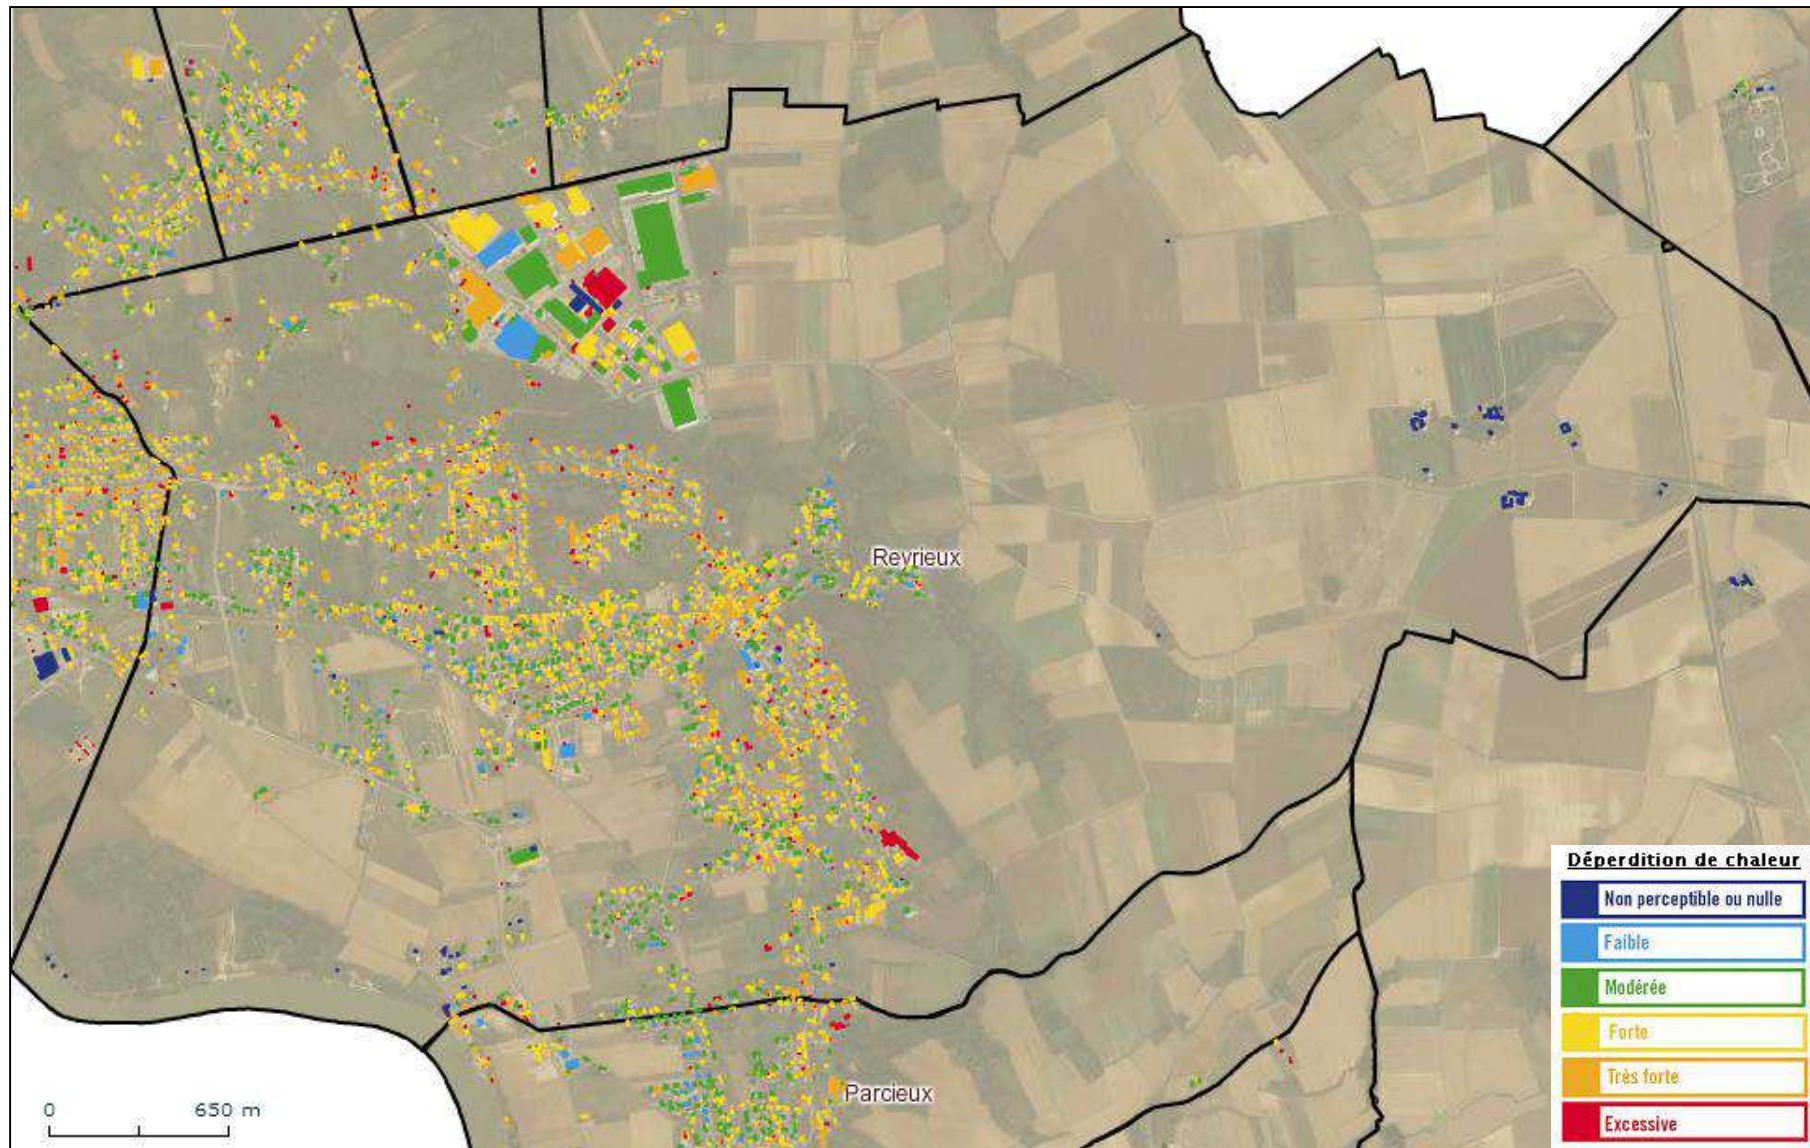 Reyrieux
Parcieux
0 650 m
Déperdition de chaleur
Non perceptible ou nulle
Faible
Modérée
Forte
Très forte
Excessive